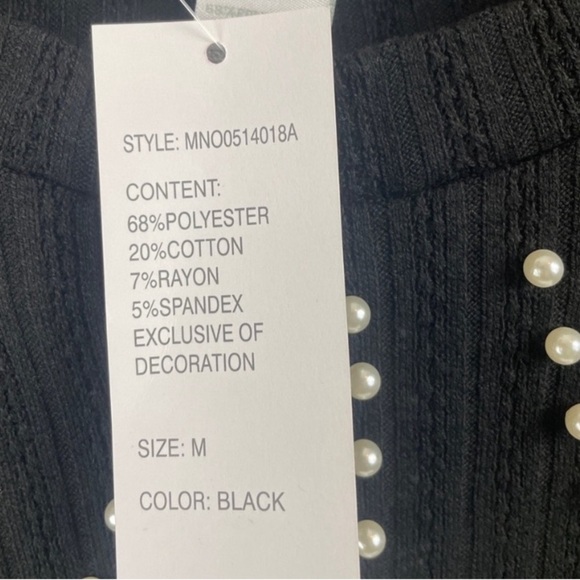 STYLE: MNO0514018A
CONTENT:
68%POLYESTER
20%COTTON
7%RAYON
5%SPANDEX
EXCLUSIVE OF
DECORATION
SIZE: M
COLOR: BLACK